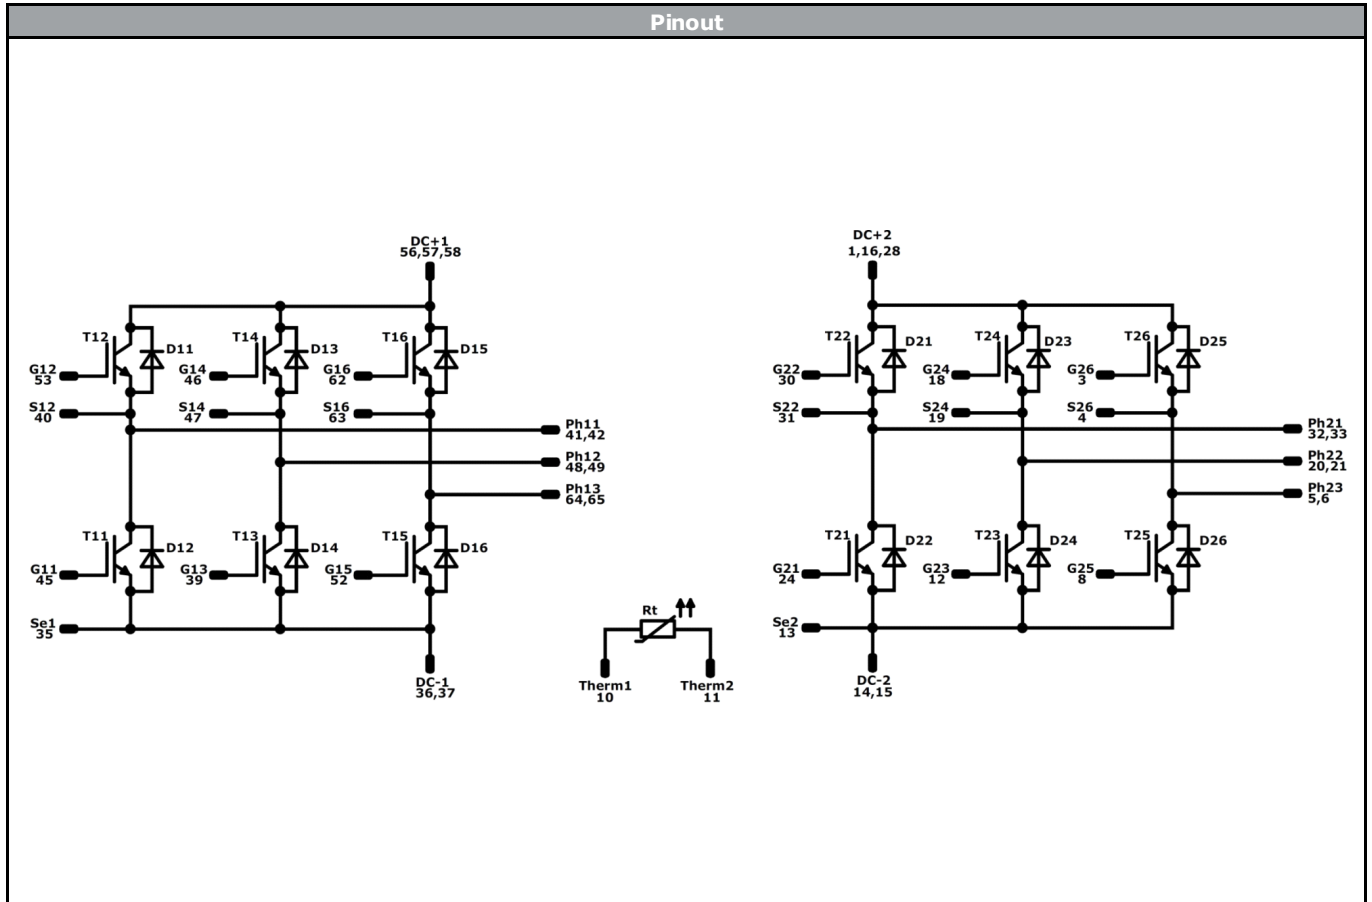 Pinout
DC+1
56,57,58
DC+2
1,16,28
T12
D11
G12
53
S12
40
T14
D13
G14
46
S14
47
T16
D15
G16
62
S16
63
Ph11
41,42
Ph12
48,49
Ph13
64,65
T11
D12
G11
45
T13
D14
G13
39
T15
D16
G15
52
Se1
35
DC-1
36,37
Rt
Therm1
10
Therm2
11
T22
D21
G22
30
S22
31
T24
D23
G24
18
S24
19
T26
D25
G26
3
S26
4
Ph21
32,33
Ph22
20,21
Ph23
5,6
T21
D22
G21
24
T23
D24
G23
12
T25
D26
G25
8
Se2
13
DC-2
14,15